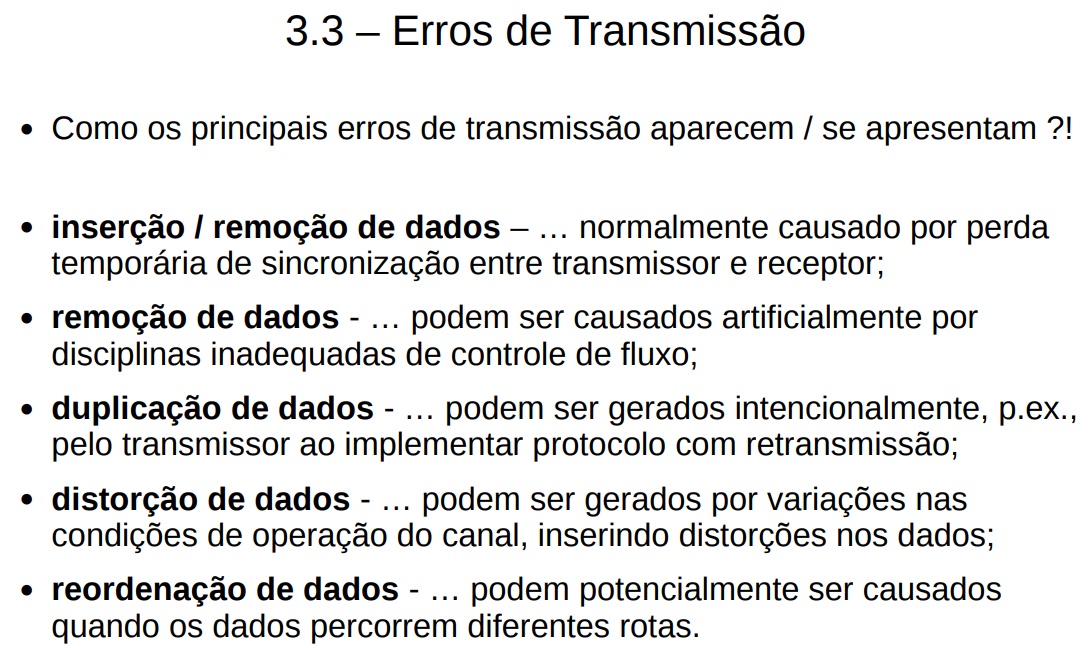 3.3 – Erros de Transmissão
• Como os principais erros de transmissão aparecem / se apresentam ?!
• inserção / remoção de dados – … normalmente causado por perda
temporária de sincronização entre transmissor e receptor;
• remoção de dados - … podem ser causados artificialmente por
disciplinas inadequadas de controle de fluxo;
• duplicação de dados - … podem ser gerados intencionalmente, p.ex.,
pelo transmissor ao implementar protocolo com retransmissão;
• distorção de dados - … podem ser gerados por variações nas
condições de operação do canal, inserindo distorções nos dados;
• reordenação de dados - … podem potencialmente ser causados
quando os dados percorrem diferentes rotas.